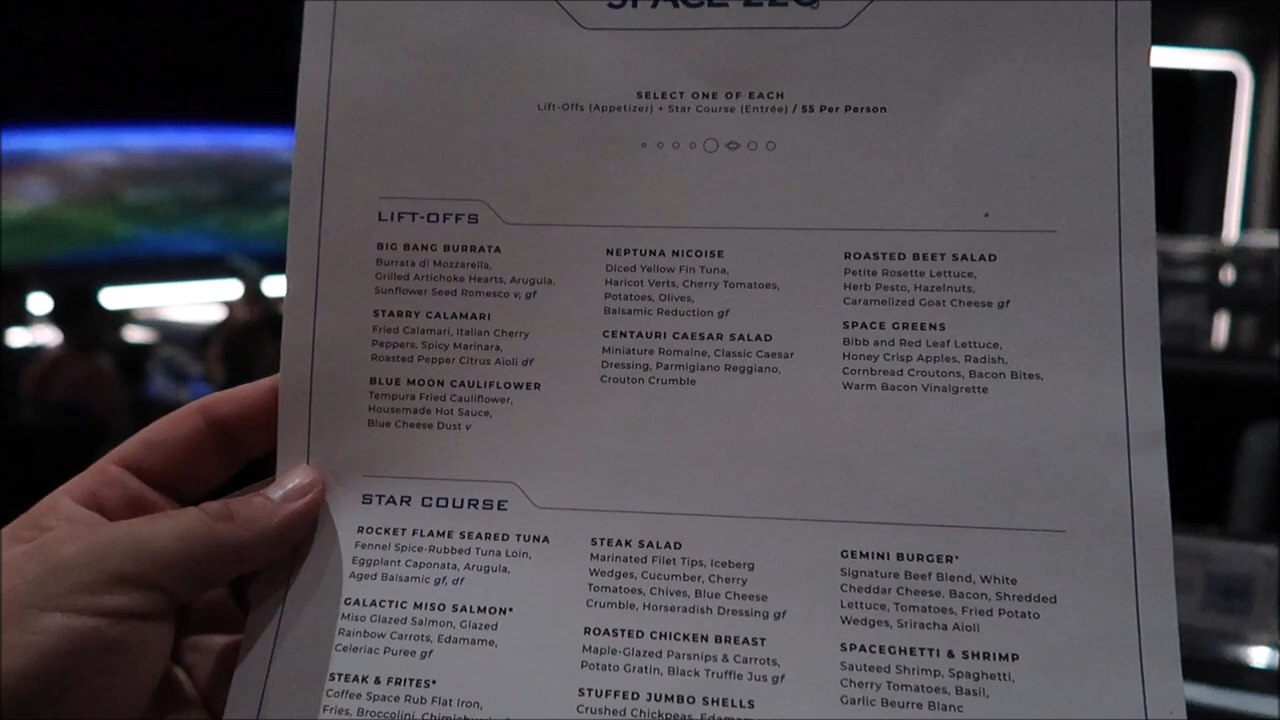 SPACE 220
SELECT ONE OF EACH
Lift-Offs (Appetizer) + Star Course (Entrée) / 55 Per Person
LIFT-OFFS
BIG BANG BURRATA
Burrata di Mozzarella,
Grilled Artichoke Hearts, Arugula,
Sunflower Seed Romesco v, gf
STARRY CALAMARI
Fried Calamari, Italian Cherry
Peppers, Spicy Marinara,
Roasted Pepper Citrus Aioli df
BLUE MOON CAULIFLOWER
Tempura Fried Cauliflower,
Housemade Hot Sauce,
Blue Cheese Dust v
NEPTUNA NICOISE
Diced Yellow Fin Tuna,
Haricot Verts, Cherry Tomatoes,
Potatoes, Olives,
Balsamic Reduction gf
CENTAURI CAESAR SALAD
Miniature Romaine, Classic Caesar
Dressing, Parmigiano Reggiano,
Crouton Crumble
ROASTED BEET SALAD
Petite Rosette Lettuce,
Herb Pesto, Hazelnuts,
Caramelized Goat Cheese gf
SPACE GREENS
Bibb and Red Leaf Lettuce,
Honey Crisp Apples, Radish,
Cornbread Croutons, Bacon Bites,
Warm Bacon Vinaigrette
STAR COURSE
ROCKET FLAME SEARED TUNA
Fennel Spice-Rubbed Tuna Loin,
Eggplant Caponata, Arugula,
Aged Balsamic gf, df
GALACTIC MISO SALMON*
Miso Glazed Salmon, Glazed
Rainbow Carrots, Edamame,
Celeriac Puree gf
STEAK & FRITES*
Coffee Space Rub Flat Iron,
Fries, Broccolini,
STEAK SALAD
Marinated Filet Tips, Iceberg
Wedges, Cucumber, Cherry
Tomatoes, Chives, Blue Cheese
Crumble, Horseradish Dressing gf
ROASTED CHICKEN BREAST
Maple-Glazed Parsnips & Carrots,
Potato Gratin, Black Truffle Jus gf
STUFFED JUMBO SHELLS
Crushed Chickpeas,
GEMINI BURGER*
Signature Beef Blend, White
Cheddar Cheese, Bacon, Shredded
Lettuce, Tomatoes, Fried Potato
Wedges, Sriracha Aioli
SPACEGHETTI & SHRIMP
Sauteed Shrimp, Spaghetti,
Cherry Tomatoes, Basil,
Garlic Beurre Blanc